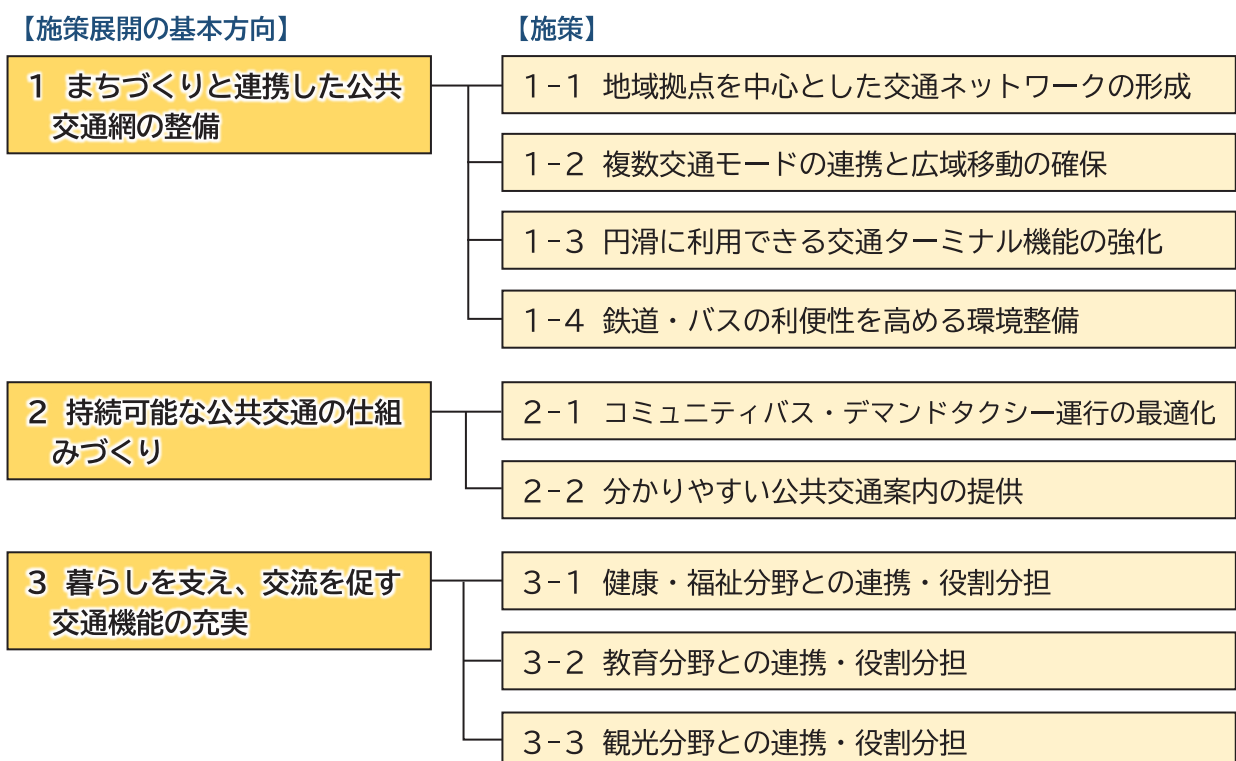 【施策展開の基本方向】
【施策】
1 まちづくりと連携した公共
交通網の整備
1-1 地域拠点を中心とした交通ネットワークの形成
1-2 複数交通モードの連携と広域移動の確保
1-3 円滑に利用できる交通ターミナル機能の強化
1-4 鉄道・バスの利便性を高める環境整備
2 持続可能な公共交通の仕組
みづくり
2-1 コミュニティバス・デマンドタクシー運行の最適化
2-2 分かりやすい公共交通案内の提供
3 暮らしを支え、交流を促す
交通機能の充実
3-1 健康・福祉分野との連携・役割分担
3-2 教育分野との連携・役割分担
3-3 観光分野との連携・役割分担